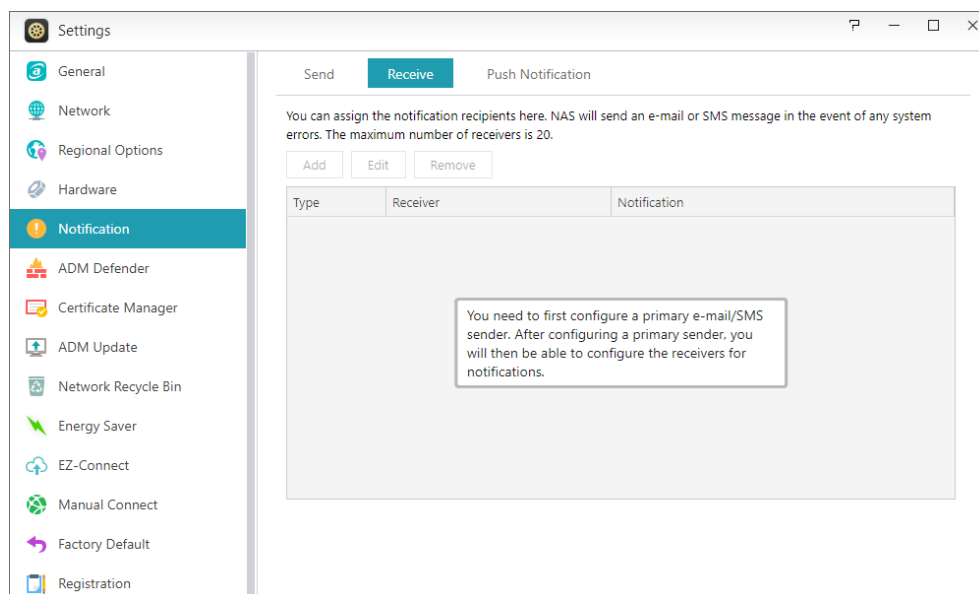 Settings
General
Network
Regional Options
Hardware
Notification
ADM Defender
Certificate Manager
ADM Update
Network Recycle Bin
Energy Saver
EZ-Connect
Manual Connect
Factory Default
Registration
Send Receive Push Notification
You can assign the notification recipients here. NAS will send an e-mail or SMS message in the event of any system
errors. The maximum number of receivers is 20.
Add Edit Remove
Type Receiver Notification
You need to first configure a primary e-mail/SMS
sender. After configuring a primary sender, you
will then be able to configure the receivers for
notifications.